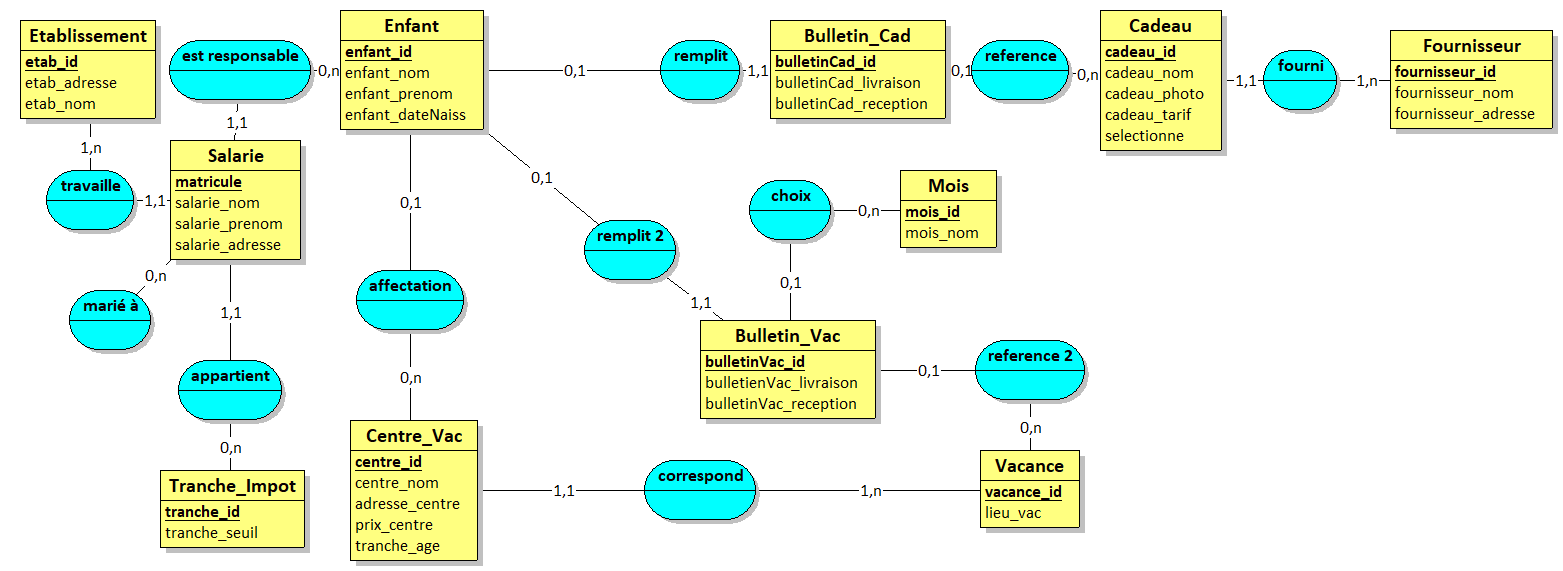 Etablissement
etab_id
etab_adresse
etab_nom
est responsable
0,n
1,1
Enfant
enfant_id
enfant_nom
enfant_prenom
enfant_dateNaiss
0,1
remplit
1,1
Bulletin_Cad
bulletinCad_id
bulletinCad_livraison
bulletinCad_reception
0,1
reference
0,n
Cadeau
cadeau_id
cadeau_nom
cadeau_photo
cadeau_tarif
selectionne
1,1
fourni
1,n
Fournisseur
fournisseur_id
fournisseur_nom
fournisseur_adresse
1,n
travaille
1,1
Salarie
matricule
salarie_nom
salarie_prenom
salarie_adresse
0,n
marié à
1,1
appartient
0,n
Tranche_Impot
tranche_id
tranche_seuil
0,1
affectation
0,n
Centre_Vac
centre_id
centre_nom
adresse_centre
prix_centre
tranche_age
0,1
remplit 2
1,1
choix
0,n
0,1
Mois
mois_id
mois_nom
Bulletin_Vac
bulletinVac_id
bulletienVac_livraison
bulletinVac_reception
0,1
reference 2
0,n
1,1
correspond
1,n
Vacance
vacance_id
lieu_vac